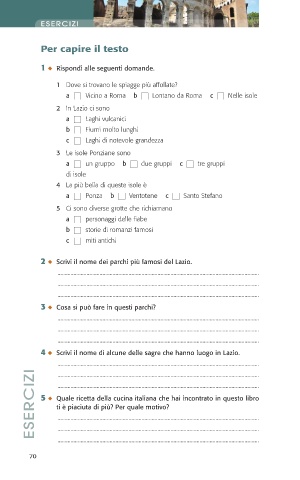 ESERCIZI
Per capire il testo
1 ◆ Rispondi alle seguenti domande.
1 Dove si trovano le spiagge più affollate?
a □ Vicino a Roma b □ Lontano da Roma c □ Nelle isole
2 In Lazio ci sono
a □ Laghi vulcanici
b □ Fiumi molto lunghi
c □ Laghi di notevole grandezza
3 Le isole Ponziane sono
a □ un gruppo b □ due gruppi c □ tre gruppi
di isole
4 La più bella di queste isole è
a □ Ponza b □ Ventotene c □ Santo Stefano
5 Ci sono diverse grotte che richiamano
a □ personaggi delle fiabe
b □ storie di romanzi famosi
c □ miti antichi
2 ◆ Scrivi il nome dei parchi più famosi del Lazio.
3 ◆ Cosa si può fare in questi parchi?
4 ◆ Scrivi il nome di alcune delle sagre che hanno luogo in Lazio.
5 ◆ Quale ricetta della cucina italiana che hai incontrato in questo libro
ti è piaciuta di più? Per quale motivo?
ESERCIZI
70